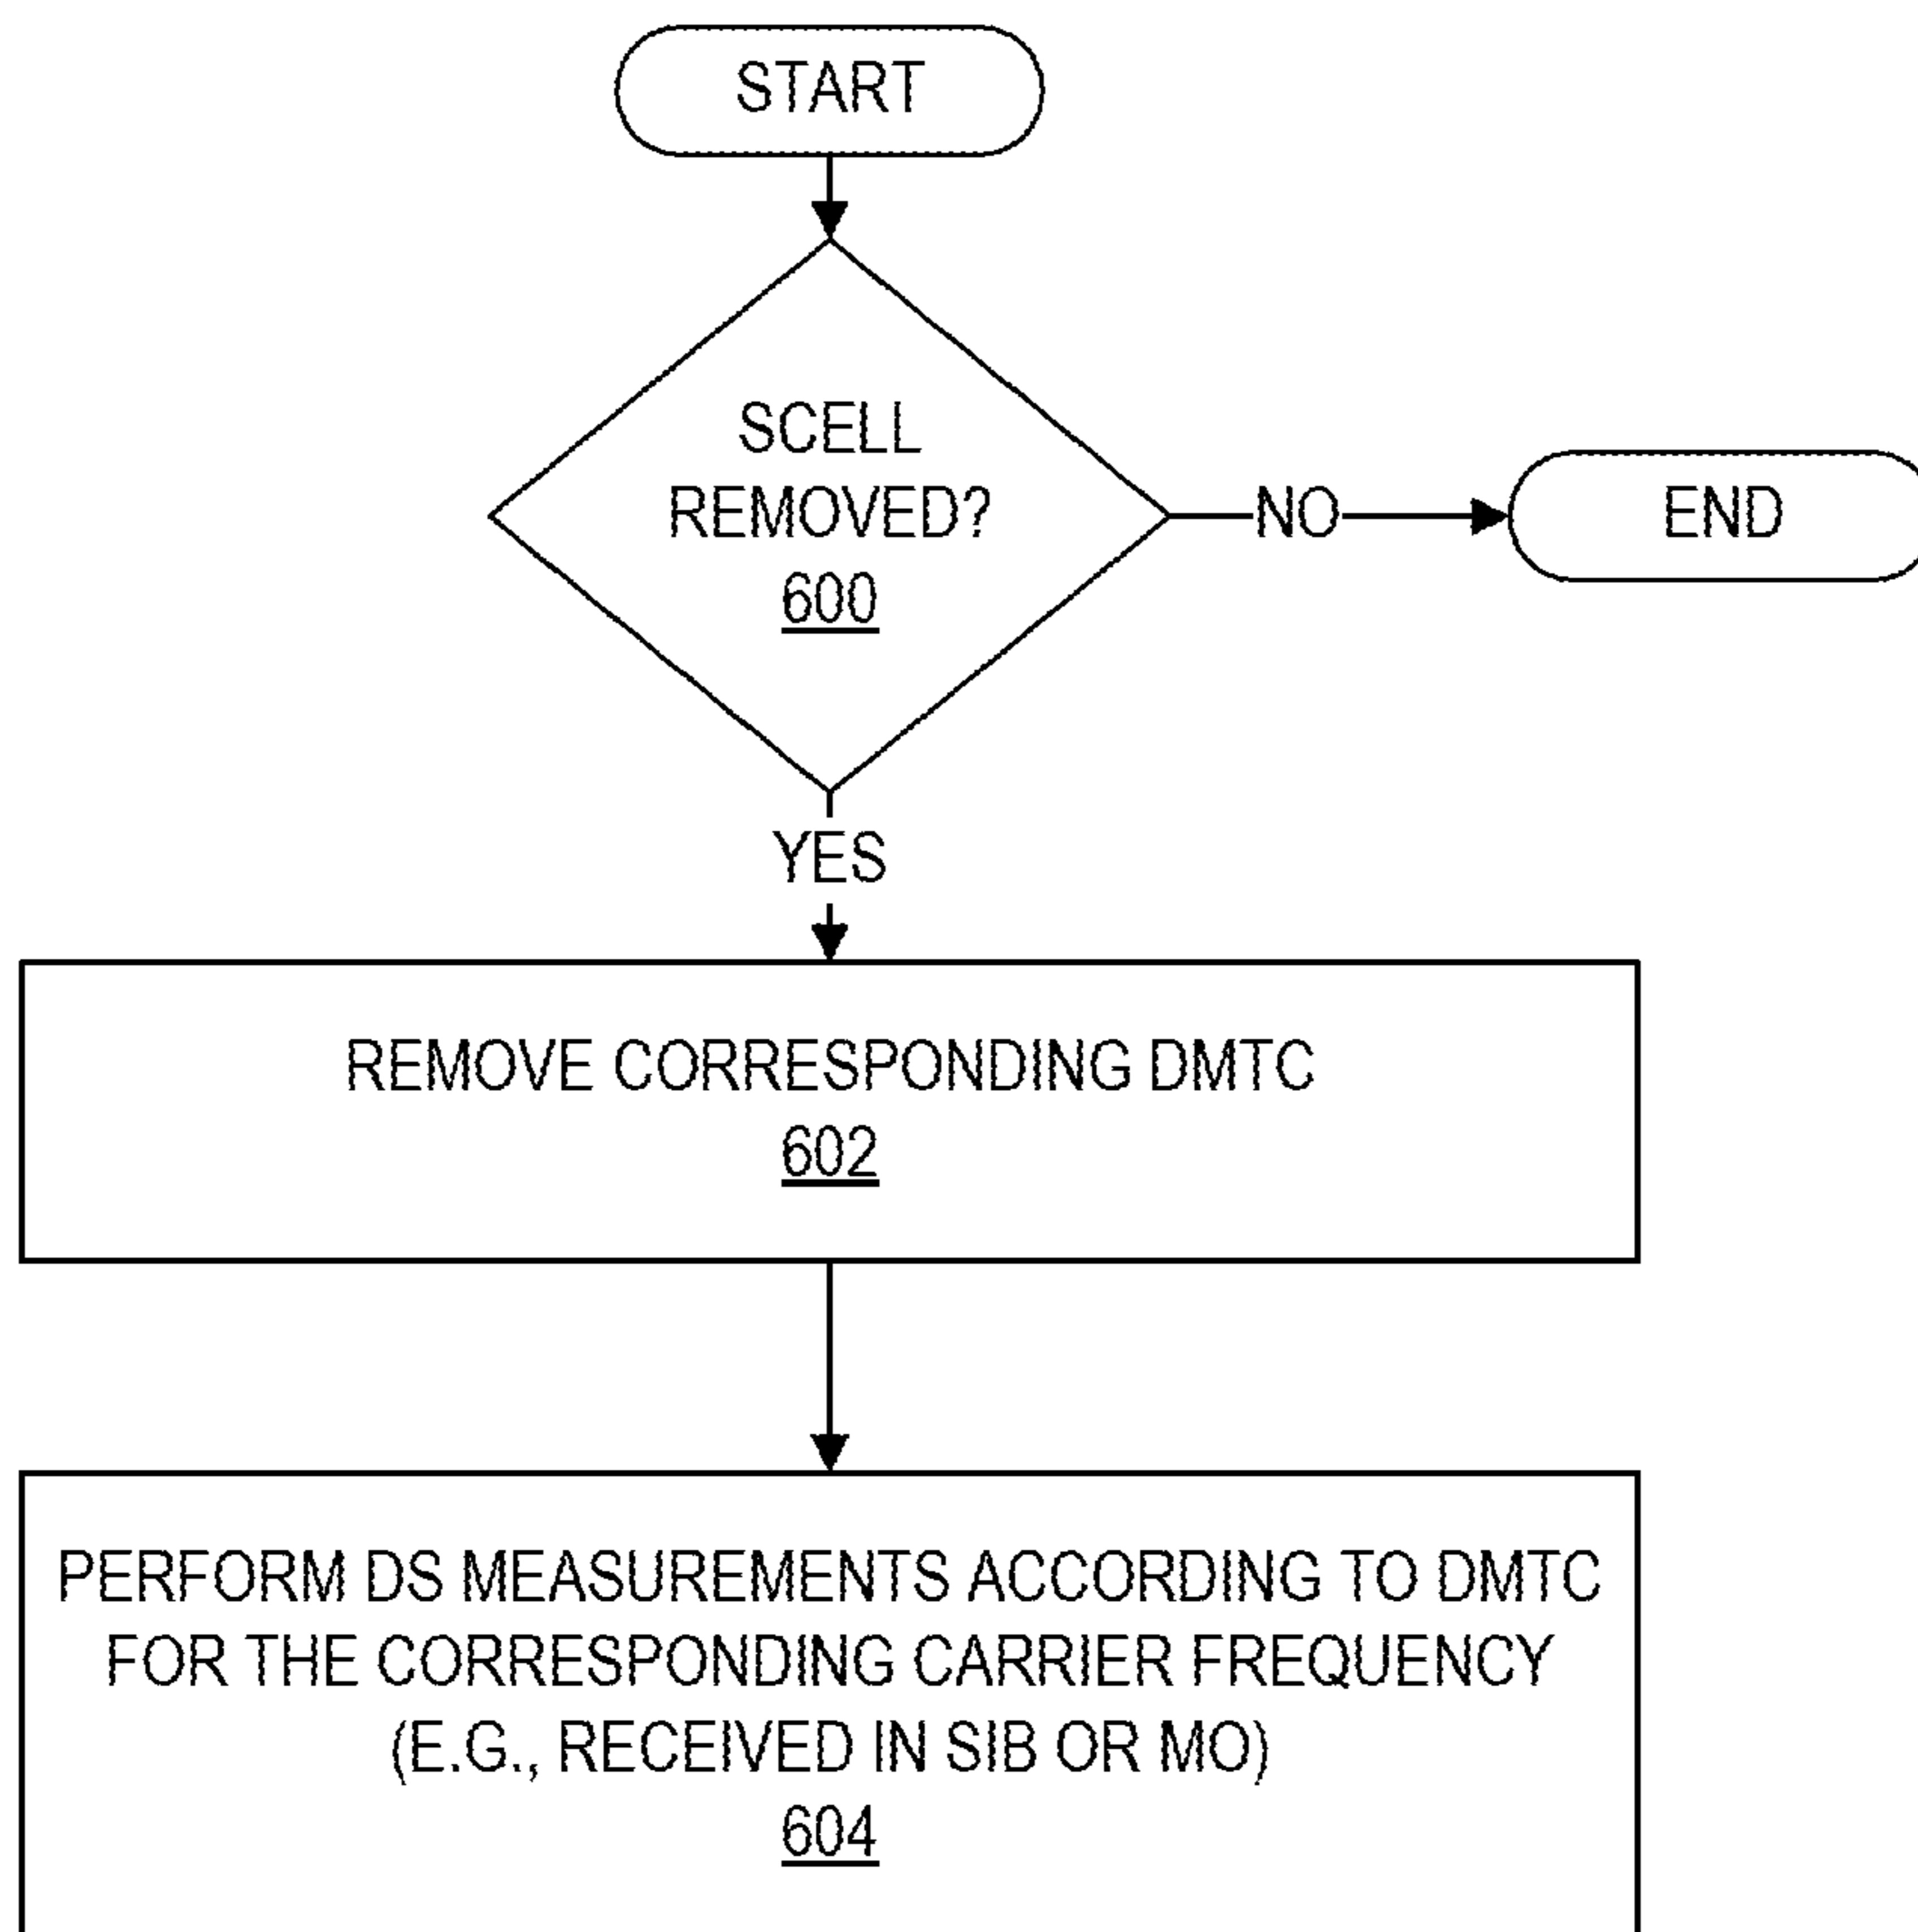 START
SCELL
REMOVED?
600
NO
END
YES
REMOVE CORRESPONDING DMTC
602
PERFORM DS MEASUREMENTS ACCORDING TO DMTC
FOR THE CORRESPONDING CARRIER FREQUENCY
(E.G., RECEIVED IN SIB OR MO)
604